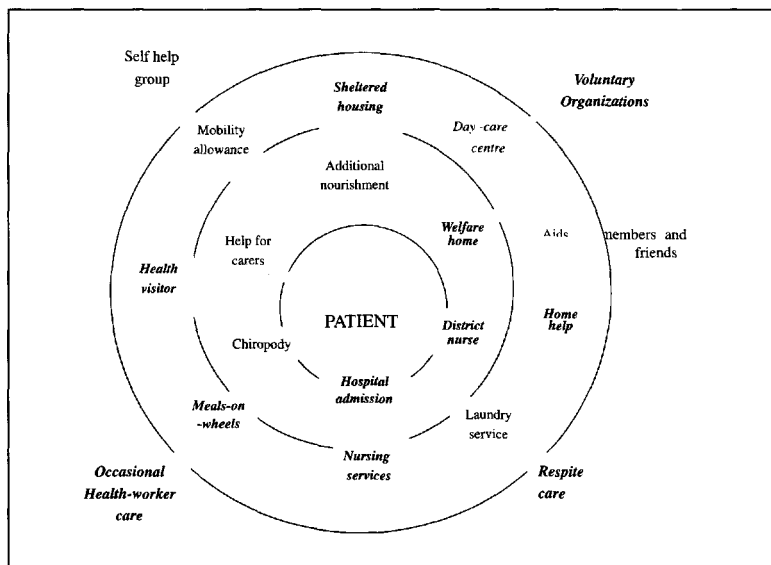 Self help
group
Voluntary
Organizations
Sheltered
housing
Mobility
allowance
Day -care
centre
Additional
nourishment
Help for
carers
Welfare
home
Aids
members and
friends
Health
visitor
PATIENT
District
nurse
Home
help
Chiropody
Hospital
admission
Meals-on
-wheels
Laundry
service
Nursing
services
Occasional
Health-worker
care
Respite
care